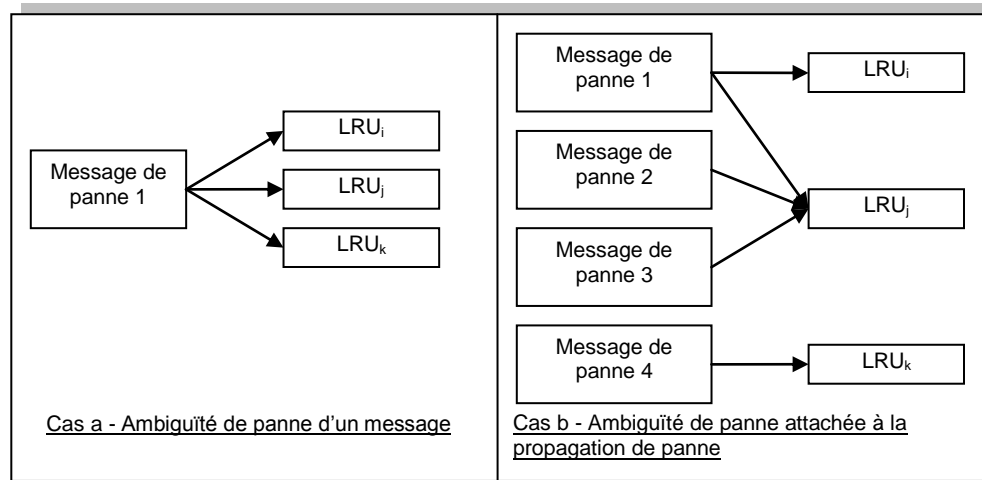 Message de
panne 1
LRUi
LRUj
LRUk
Cas a - Ambiguïté de panne d'un message
Message de
panne 1
Message de
panne 2
Message de
panne 3
Message de
panne 4
LRUi
LRUj
LRUk
Cas b - Ambiguïté de panne attachée à la
propagation de panne